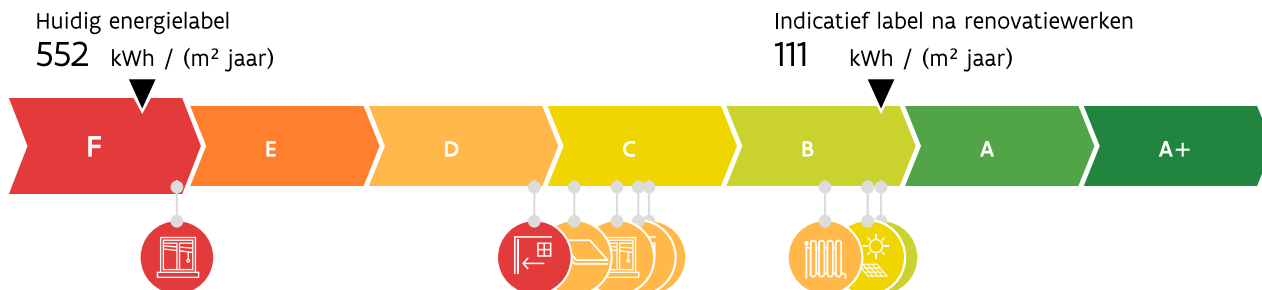 Huidig energielabel
552 kWh / (m² jaar)
Indicatief label na renovatiewerken
111 kWh / (m² jaar)
F E D C B A A+